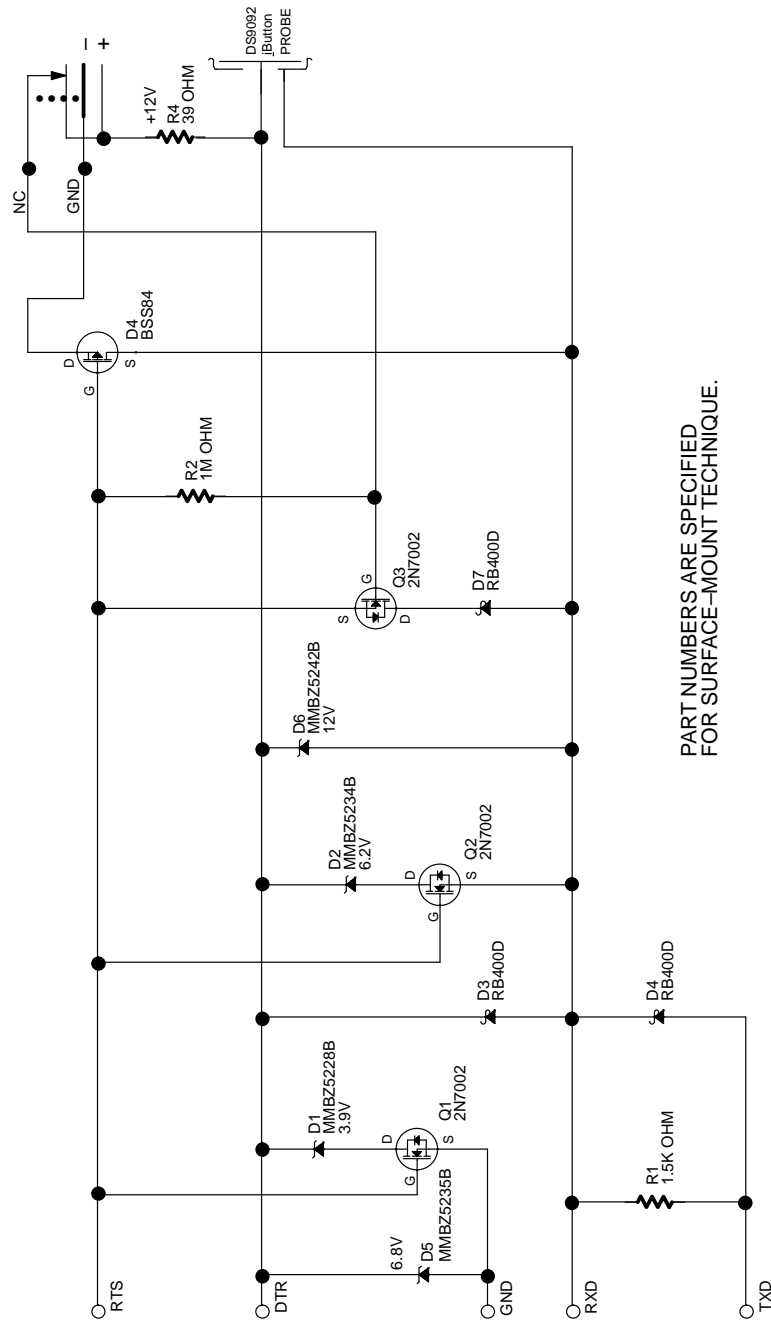 NC
GND
−
+
+12V
R4
39 OHM
DS9092
iButton
PROBE
D
G
S
D4
BSS84
R2
1M OHM
S
G
D
Q3
2N7002
D7
RB400D
D6
MMBZ5242B
12V
D2
MMBZ5234B
6.2V
D
G
S
Q2
2N7002
D3
RB400D
D4
RB400D
D1
MMBZ5228B
3.9V
D
G
S
Q1
2N7002
6.8V
D5
MMBZ5235B
R1
1.5K OHM
RTS
DTR
GND
RXD
TXD
PART NUMBERS ARE SPECIFIED
FOR SURFACE–MOUNT TECHNIQUE.